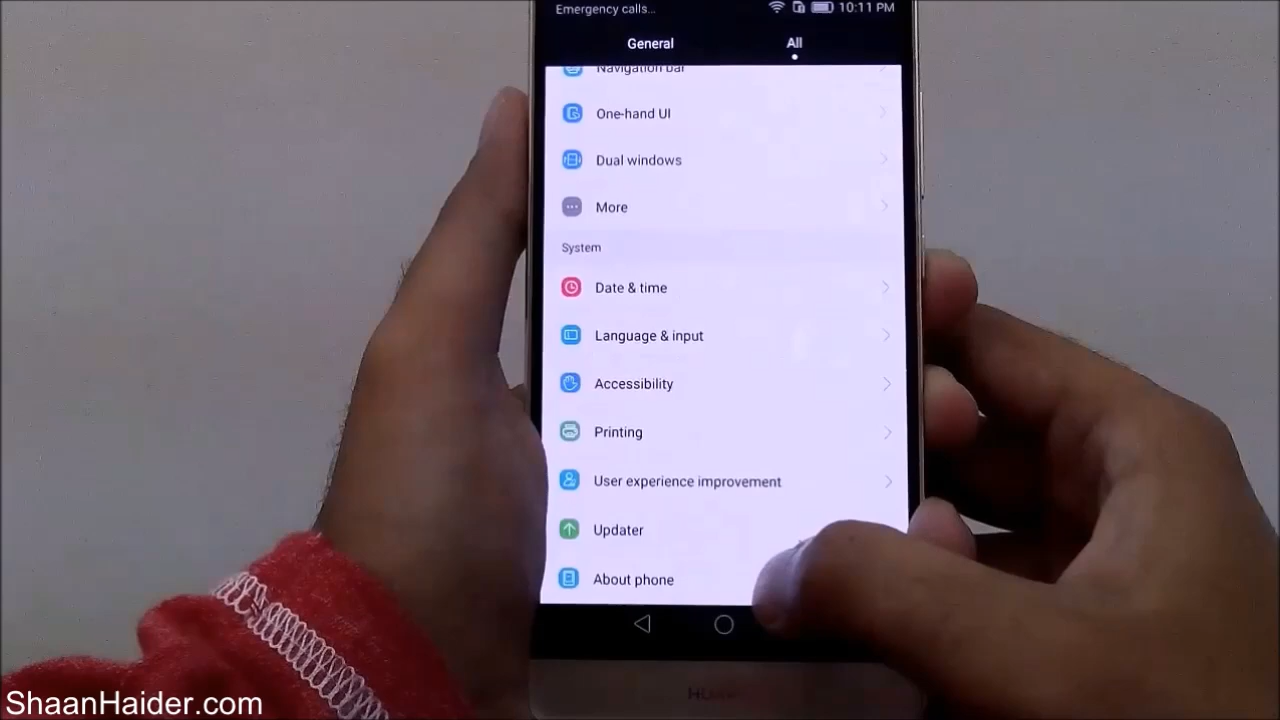 Emergency calls...
10:11 PM
General
All
Navigation bar
One-hand UI
Dual windows
More
System
Date & time
Language & input
Accessibility
Printing
User experience improvement
Updater
About phone
ShaanHaider.com